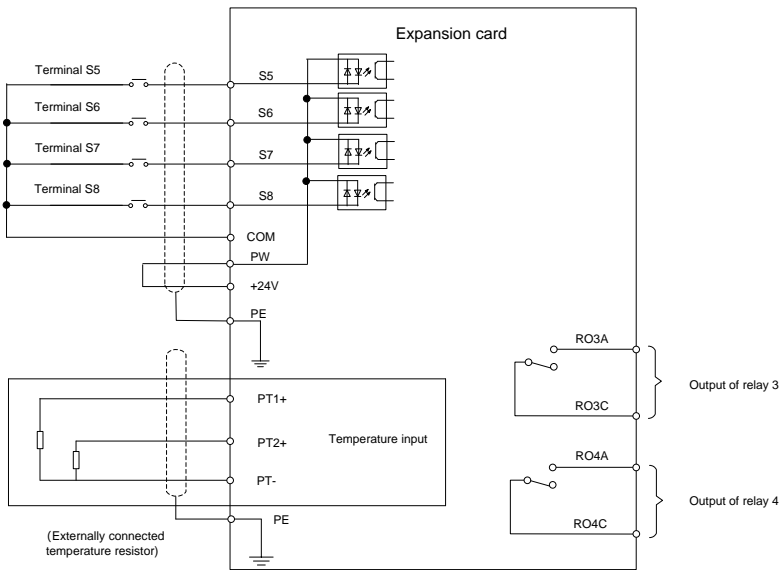 Expansion card
Terminal S5
S5
Terminal S6
S6
Terminal S7
S7
Terminal S8
S8
COM
PW
+24V
PE
RO3A
Output of relay 3
RO3C
PT1+
PT2+
Temperature input
PT-
RO4A
Output of relay 4
RO4C
PE
(Externally connected
temperature resistor)